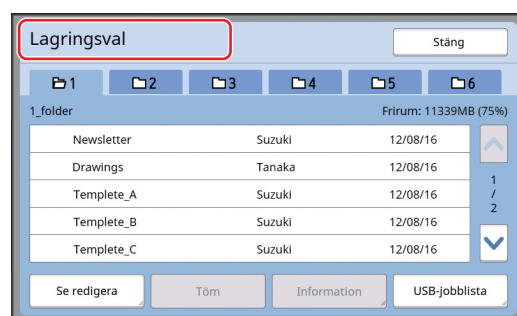 Lagringsval
Stäng
1 2 3 4 5 6
1_folder Frirum: 11339MB (75%)
Newsletter Suzuki 12/08/16
Drawings Tanaka 12/08/16
Templete_A Suzuki 12/08/16
Templete_B Suzuki 12/08/16
Templete_C Suzuki 12/08/16
1
/
2
Se redigera Töm Information USB-jobblista